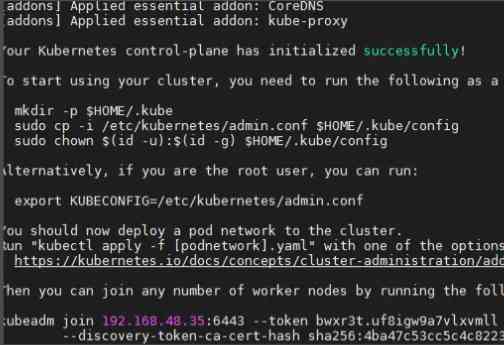 [addons] Applied essential addon: CoreDNS
[addons] Applied essential addon: kube-proxy
Your Kubernetes control-plane has initialized successfully!
To start using your cluster, you need to run the following as a
mkdir -p $HOME/.kube
sudo cp -i /etc/kubernetes/admin.conf $HOME/.kube/config
sudo chown $(id -u):$(id -g) $HOME/.kube/config
Alternatively, if you are the root user, you can run:
export KUBECONFIG=/etc/kubernetes/admin.conf
You should now deploy a pod network to the cluster.
Run "kubectl apply -f [podnetwork].yaml" with one of the options
https://kubernetes.io/docs/concepts/cluster-administration/add
Then you can join any number of worker nodes by running the foll
kubeadm join 192.168.48.35:6443 --token bwxr3t.uf8igw9a7vlxvmll
--discovery-token-ca-cert-hash sha256:4ba47c53cc5c4c8223